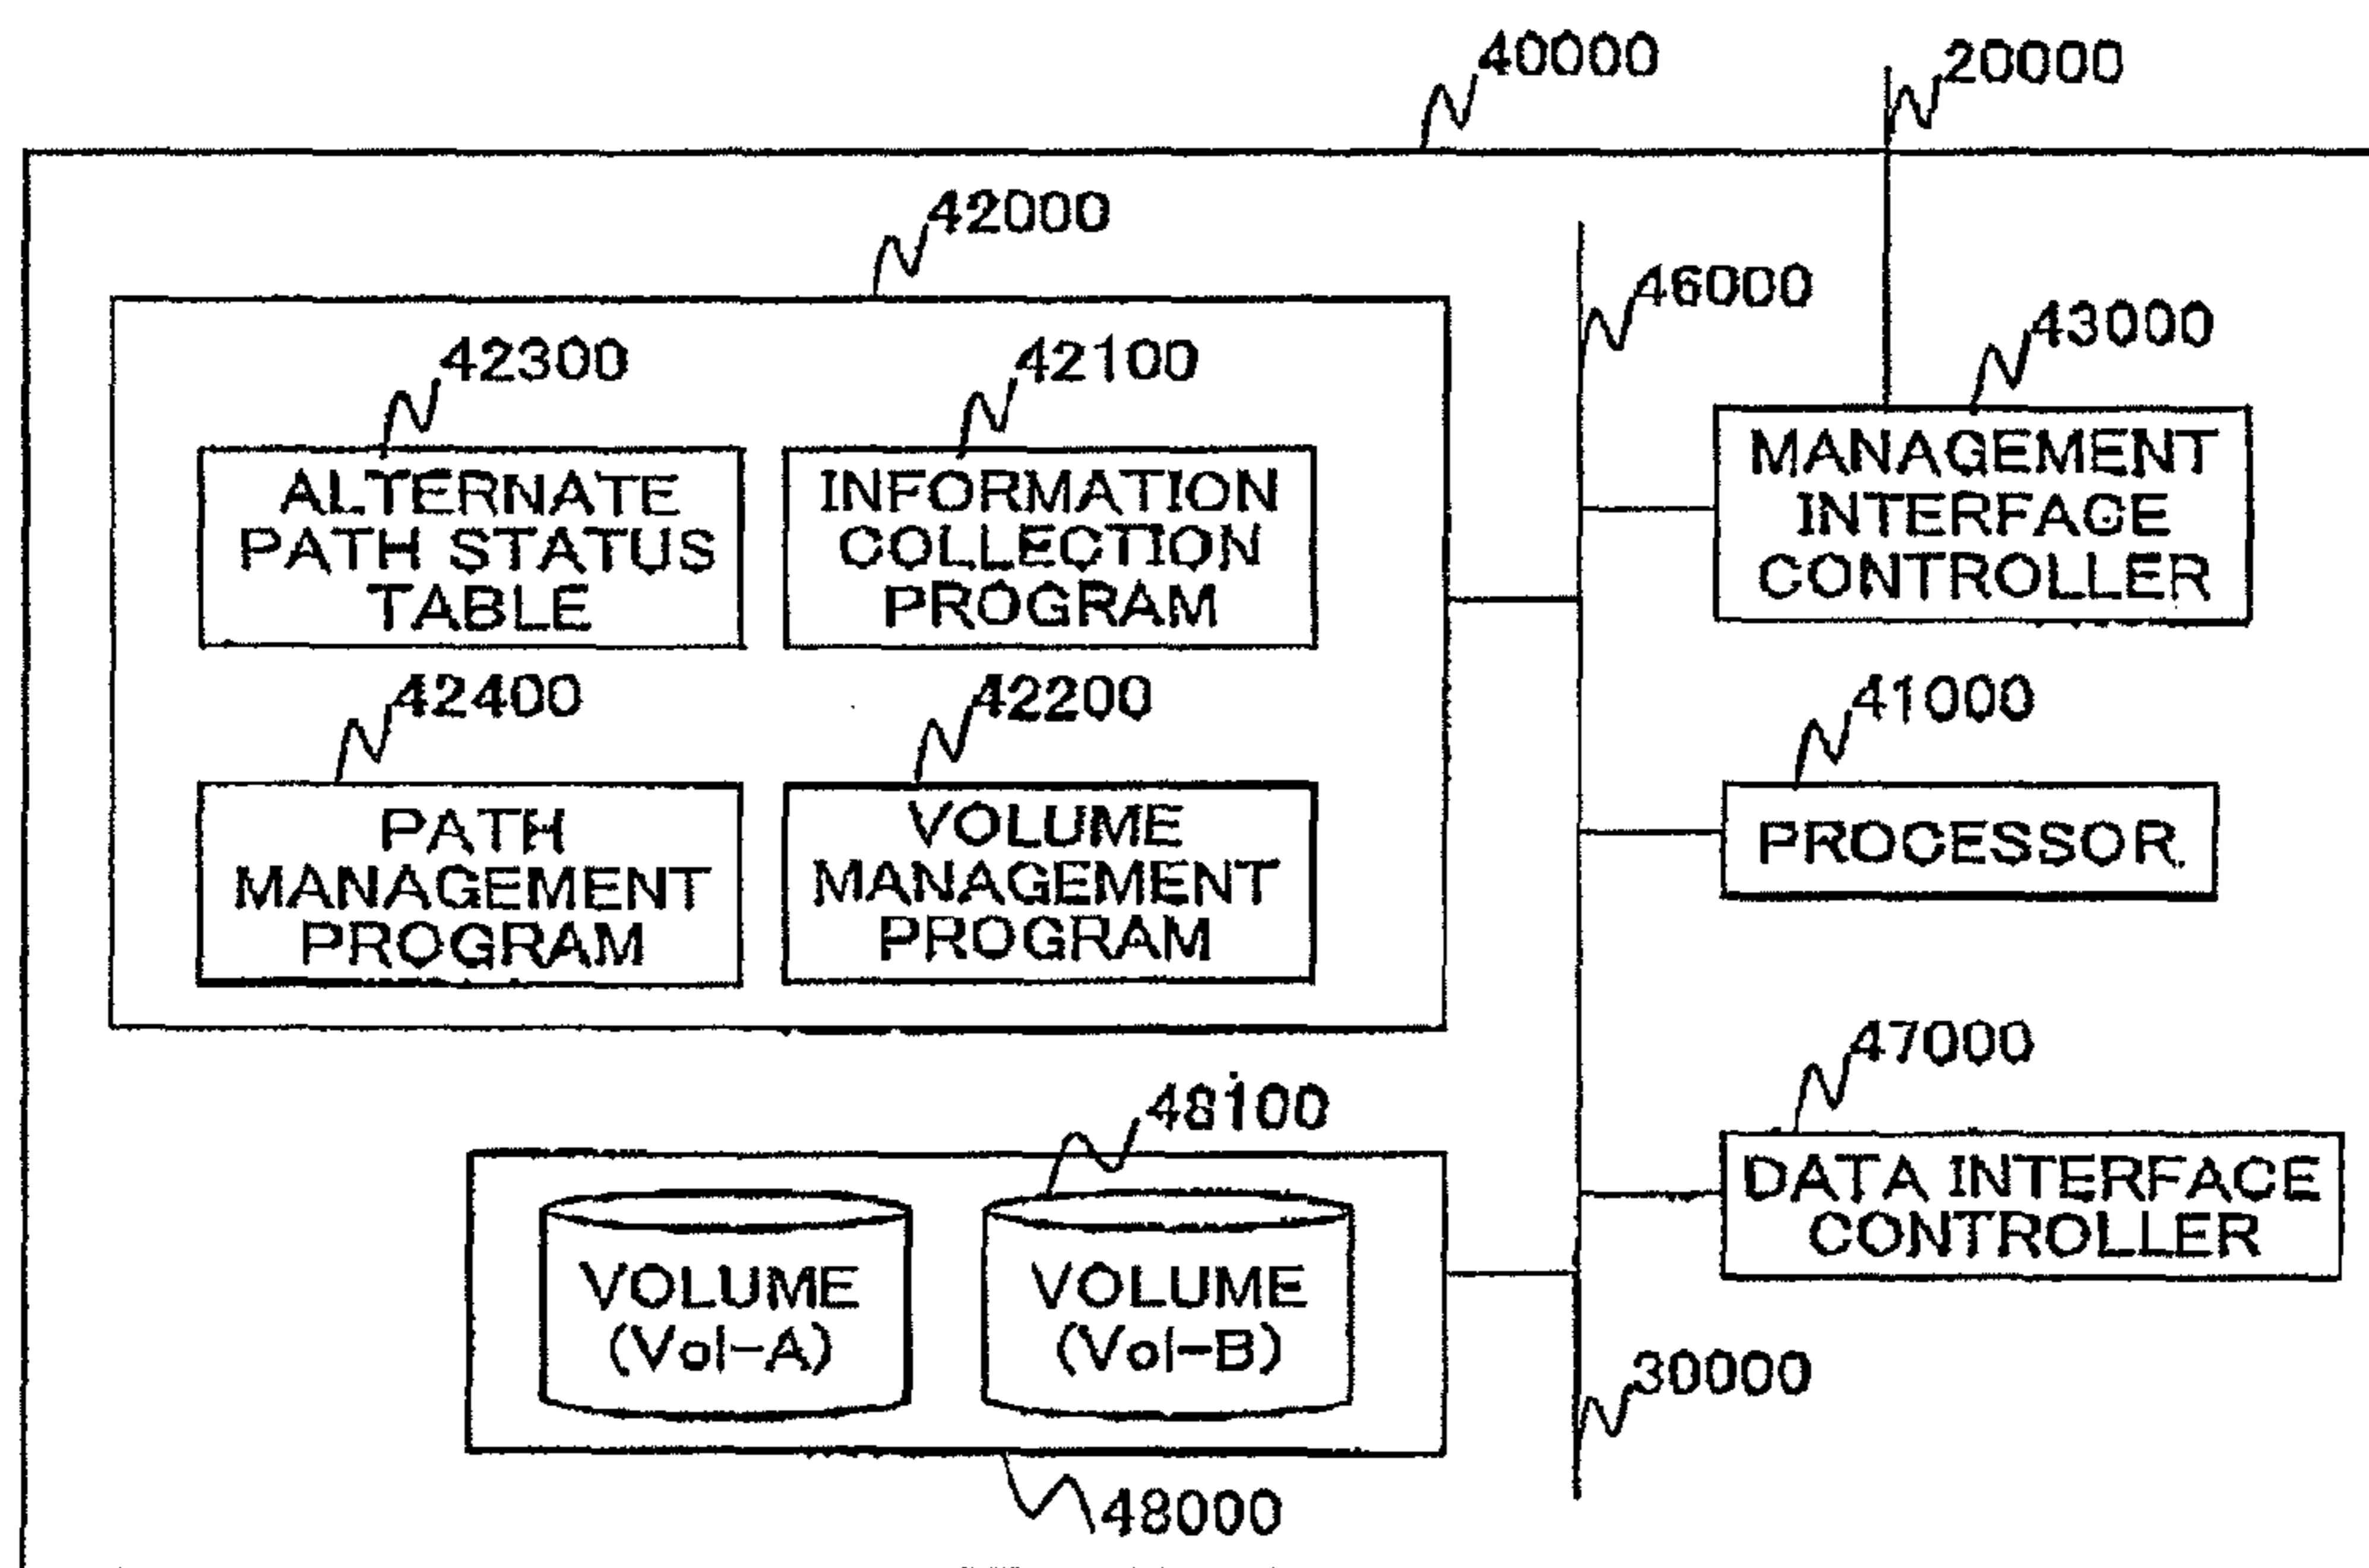 40000
20000
42000
46000
43000
42300
42100
MANAGEMENT
INTERFACE
CONTROLLER
ALTERNATE
PATH STATUS
TABLE
INFORMATION
COLLECTION
PROGRAM
42400
42200
41000
PROCESSOR
PATH
MANAGEMENT
PROGRAM
VOLUME
MANAGEMENT
PROGRAM
47000
48100
DATA INTERFACE
CONTROLLER
VOLUME
(Vol-A)
VOLUME
(Vol-B)
30000
48000